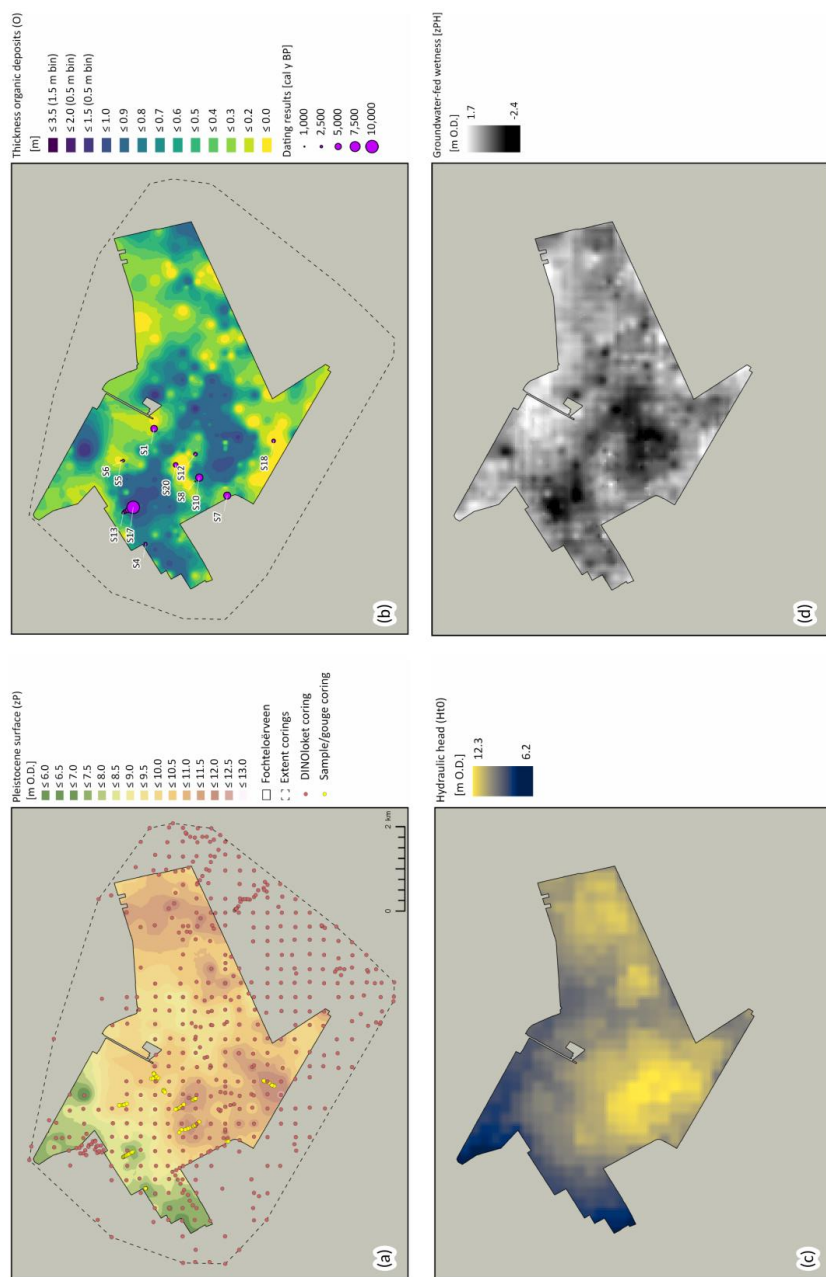 (a)
Pleistocene surface (zP)
[m O.D.]
≤ 6.0
≤ 6.5
≤ 7.0
≤ 7.5
≤ 8.0
≤ 8.5
≤ 9.0
≤ 9.5
≤ 10.0
≤ 10.5
≤ 11.0
≤ 11.5
≤ 12.0
≤ 12.5
≤ 13.0
Fochteloërveen
Extent corings
DINOloket coring
Sample/gouge coring
0
2 km
(b)
Thickness organic deposits (O)
[m]
≤ 3.5 (1.5 m bin)
≤ 2.0 (0.5 m bin)
≤ 1.5 (0.5 m bin)
≤ 1.0
≤ 0.9
≤ 0.8
≤ 0.7
≤ 0.6
≤ 0.5
≤ 0.4
≤ 0.3
≤ 0.2
≤ 0.0
Dating results [cal y BP]
1,000
2,500
5,000
7,500
10,000
S13
S17
S4
S6
S5
S1
S20
S12
S8
S10
S7
S18
(c)
Hydraulic head (Ht0)
[m O.D.]
12.3
6.2
(d)
Groundwater-fed wetness [zPH]
[m O.D.]
1.7
-2.4